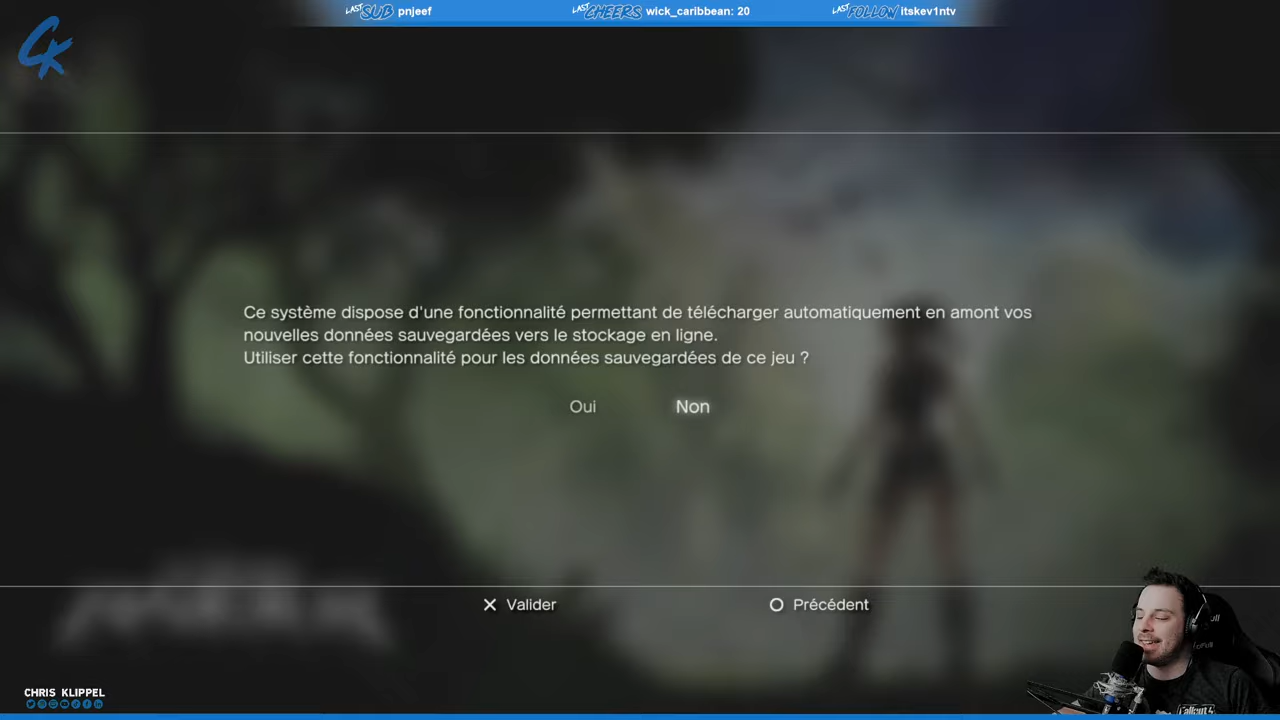 LAST SUB pnjeef
LAST CHEERS wick_caribbean: 20
LAST FOLLOW itskev1ntv
CK
Ce système dispose d'une fonctionnalité permettant de télécharger automatiquement en amont vos
nouvelles données sauvegardées vers le stockage en ligne.
Utiliser cette fonctionnalité pour les données sauvegardées de ce jeu ?
Oui Non
Valider Précédent
CHRIS KLIPPEL